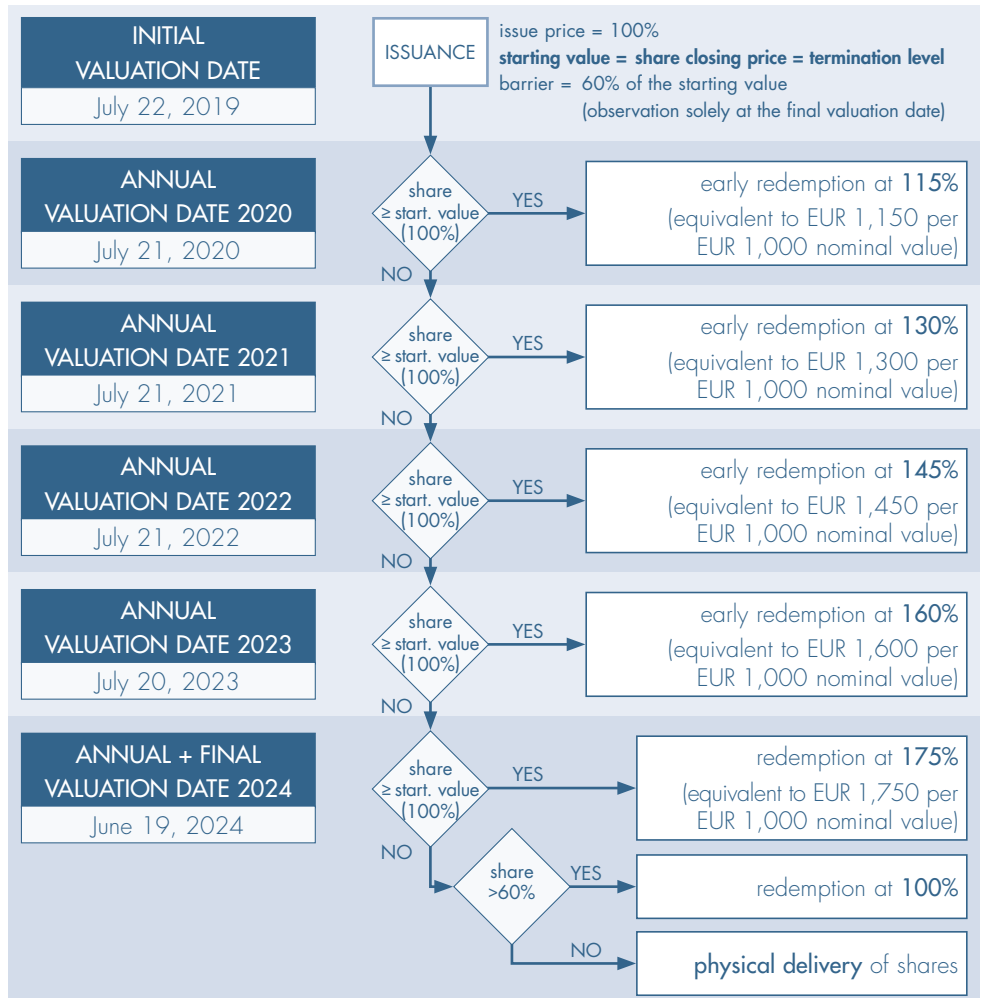 INITIAL
VALUATION DATE
July 22, 2019
ISSUANCE
issue price = 100%
starting value = share closing price = termination level
barrier = 60% of the starting value
(observation solely at the final valuation date)
ANNUAL
VALUATION DATE 2020
July 21, 2020
share
≥ start. value
(100%)
YES
NO
early redemption at 115%
(equivalent to EUR 1,150 per
EUR 1,000 nominal value)
ANNUAL
VALUATION DATE 2021
July 21, 2021
share
≥ start. value
(100%)
YES
NO
early redemption at 130%
(equivalent to EUR 1,300 per
EUR 1,000 nominal value)
ANNUAL
VALUATION DATE 2022
July 21, 2022
share
≥ start. value
(100%)
YES
NO
early redemption at 145%
(equivalent to EUR 1,450 per
EUR 1,000 nominal value)
ANNUAL
VALUATION DATE 2023
July 20, 2023
share
≥ start. value
(100%)
YES
NO
early redemption at 160%
(equivalent to EUR 1,600 per
EUR 1,000 nominal value)
ANNUAL + FINAL
VALUATION DATE 2024
June 19, 2024
share
≥ start. value
(100%)
YES
NO
redemption at 175%
(equivalent to EUR 1,750 per
EUR 1,000 nominal value)
share
>60%
YES
redemption at 100%
NO
physical delivery of shares